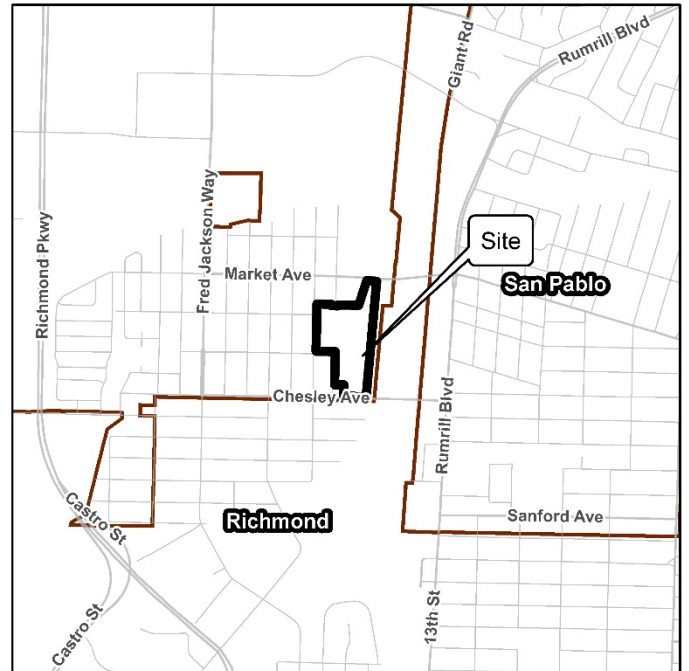 Giant Rd
Rumrill Blvd
Fred Jackson Way
Richmond Pkwy
Site
Market Ave
San Pablo
Chesley Ave
Rumrill Blvd
Castro St
Richmond
Sanford Ave
Castro St
13th St